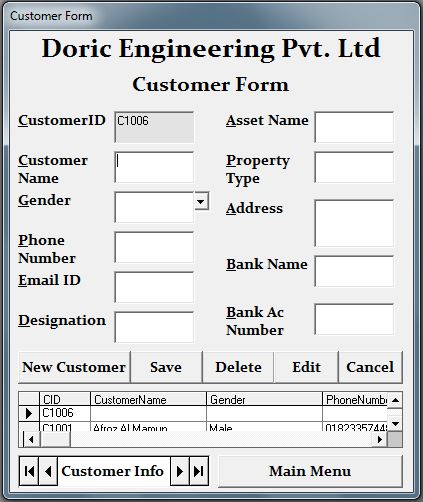 Customer Form
Doric Engineering Pvt. Ltd
Customer Form
CustomerID C1006 Asset Name
Customer Name Property Type
Gender Address
Phone Number
Email ID Bank Name
Designation Bank Ac Number
New Customer Save Delete Edit Cancel
CID CustomerName Gender PhoneNumbe
C1006
C1001 Afroz Al Mamun Male 0182335744
Customer Info Main Menu